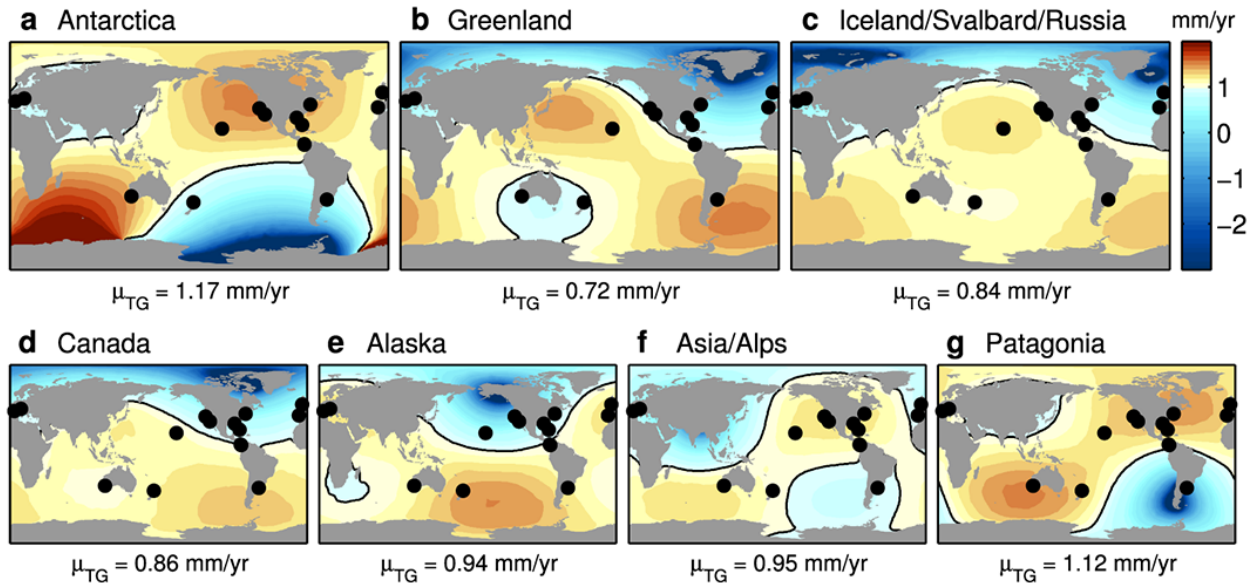 a Antarctica
b Greenland
c Iceland/Svalbard/Russia
mm/yr
1
0
−1
−2
μTG = 1.17 mm/yr
μTG = 0.72 mm/yr
μTG = 0.84 mm/yr
d Canada
e Alaska
f Asia/Alps
g Patagonia
μTG = 0.86 mm/yr
μTG = 0.94 mm/yr
μTG = 0.95 mm/yr
μTG = 1.12 mm/yr